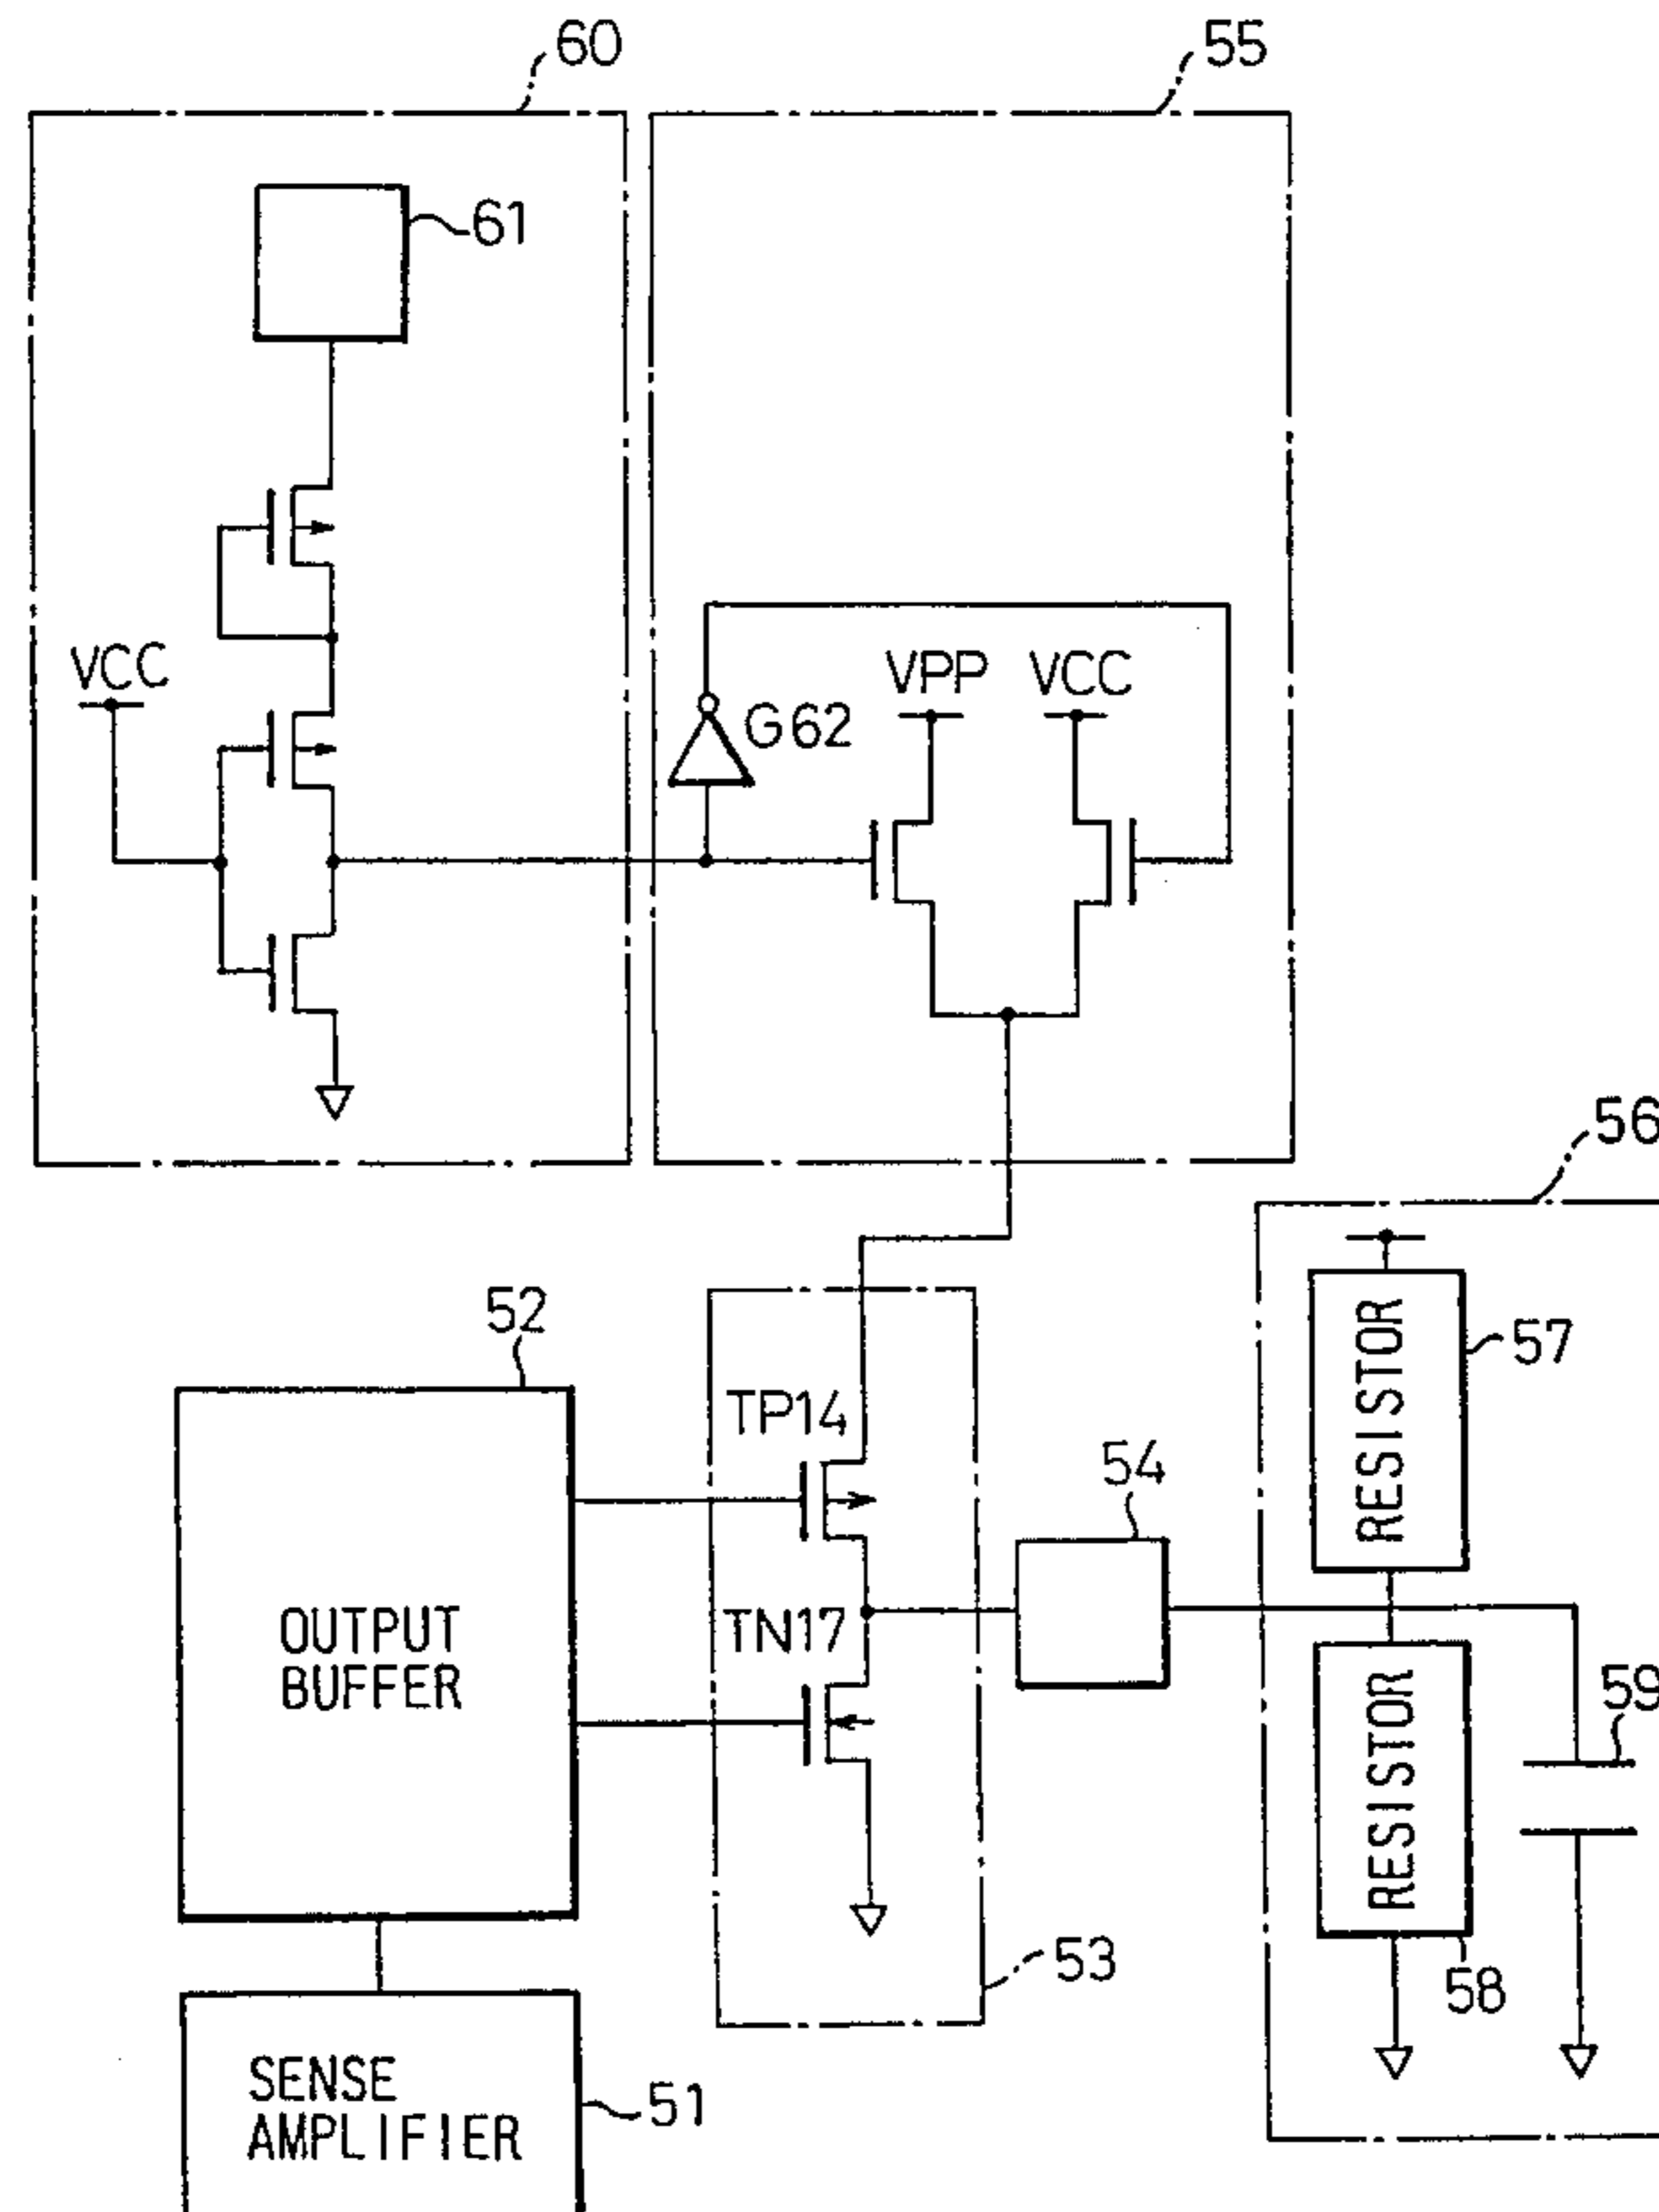 60
55
61
VCC
G62
VPP
VCC
56
52
RESISTOR
57
TP14
54
OUTPUT
BUFFER
TN17
RESISTOR
59
53
58
SENSE
AMPLIFIER
51